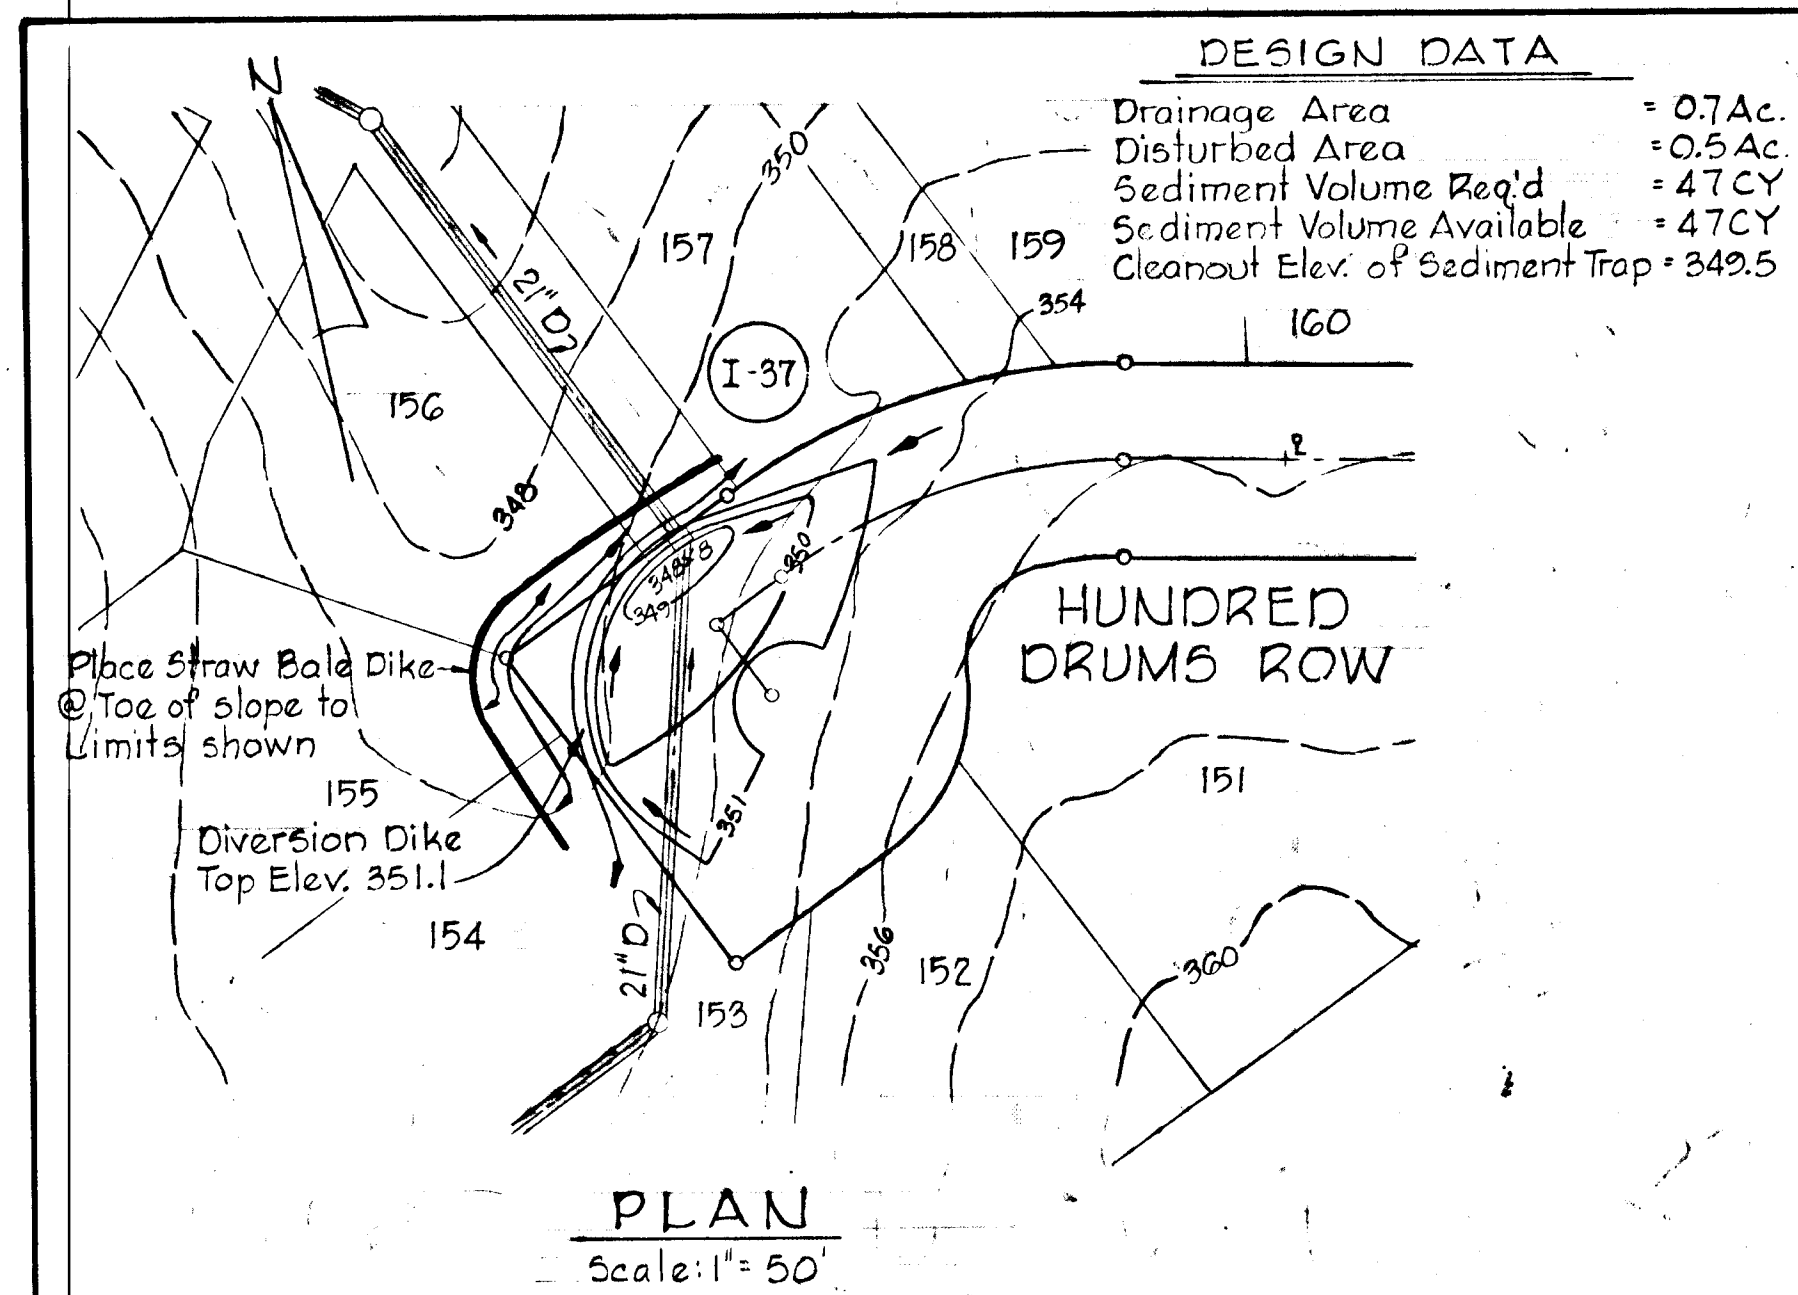 DESIGN DATA
Drainage Area = 0.7 Ac.
Disturbed Area = 0.5 Ac.
Sediment Volume Req'd = 47 CY
Sediment Volume Available = 47 CY
Cleanout Elev. of Sediment Trap = 349.5
N
350
157
158
159
354
160
21" D
I-37
156
348
350
348.8
349
HUNDRED
DRUMS ROW
Place Straw Bale Dike
@ Toe of slope to
Limits shown
155
151
351
Diversion Dike
Top Elev. 351.1
154
21" D
356
152
360
153
PLAN
Scale: 1" = 50'